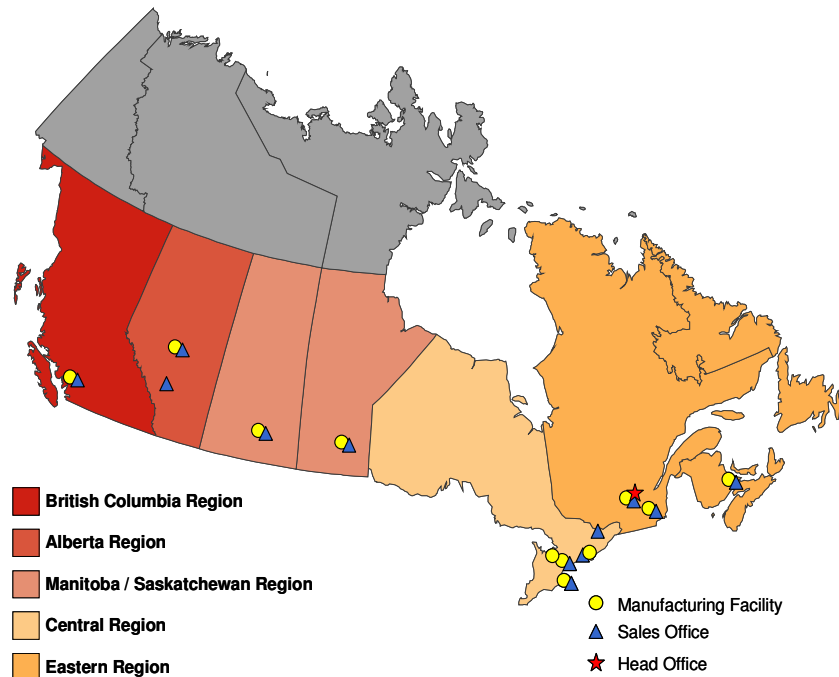 British Columbia Region
Alberta Region
Manitoba / Saskatchewan Region
Central Region
Eastern Region
Manufacturing Facility
Sales Office
Head Office